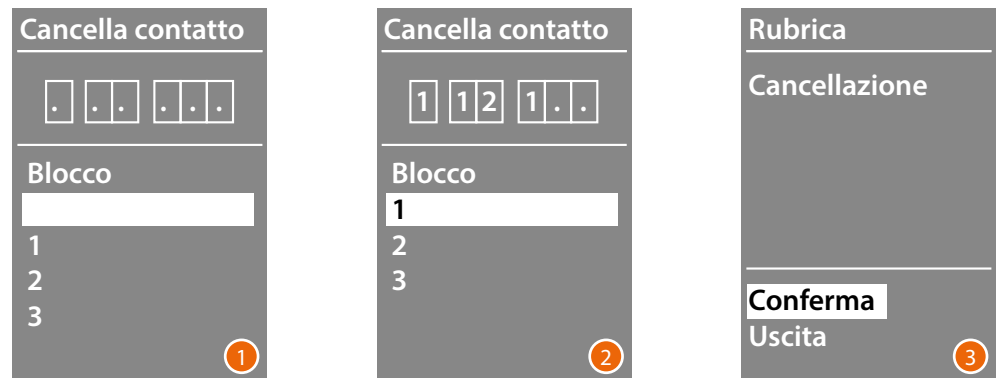 Cancella contatto
. . . . . .
Blocco
1
2
3
1
Cancella contatto
1 1 2 1 . .
Blocco
1
2
3
2
Rubrica
Cancellazione
Conferma
Uscita
3